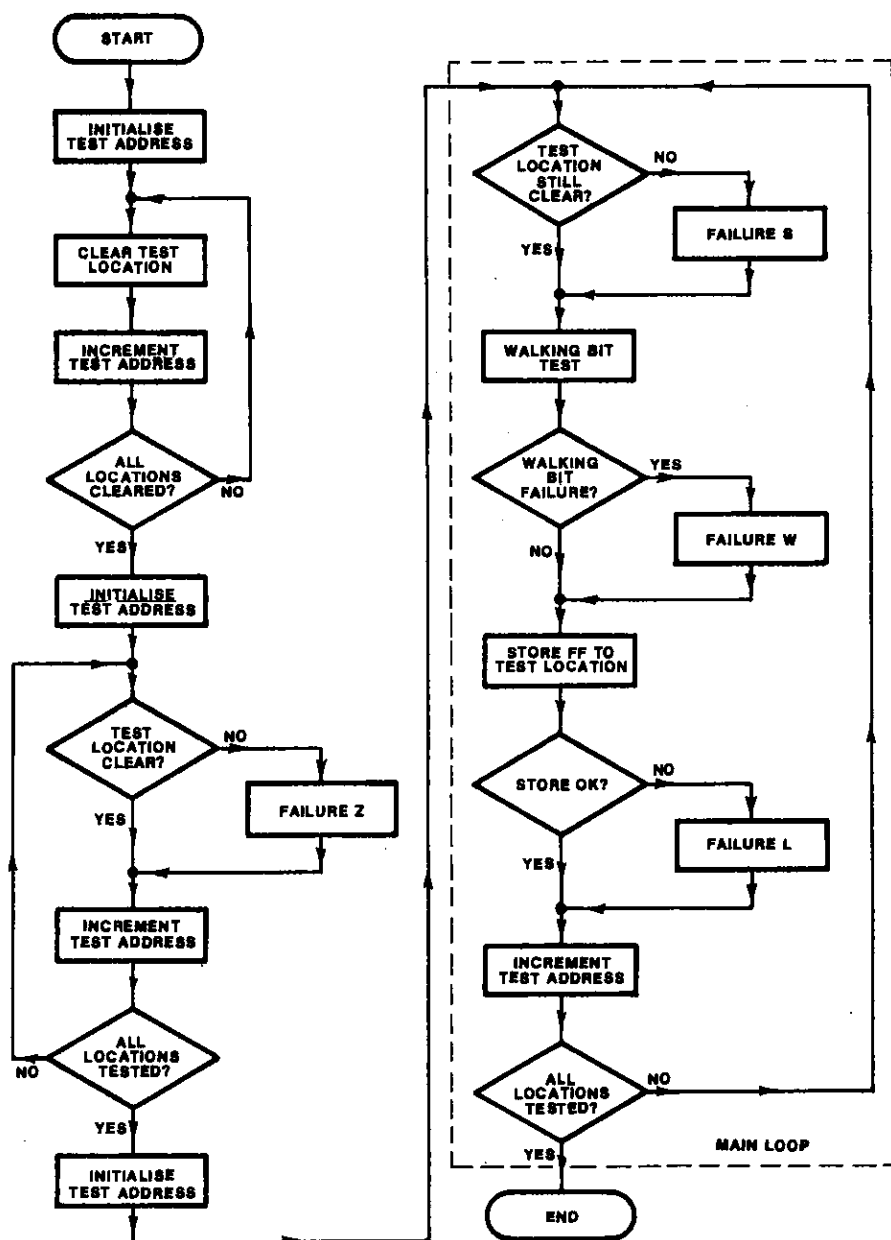 START
INITIALISE
TEST ADDRESS
CLEAR TEST
LOCATION
INCREMENT
TEST ADDRESS
ALL
LOCATIONS
CLEARED?
NO
YES
INITIALISE
TEST ADDRESS
TEST
LOCATION
CLEAR?
NO
FAILURE Z
YES
INCREMENT
TEST ADDRESS
ALL
LOCATIONS
TESTED?
NO
YES
INITIALISE
TEST ADDRESS
TEST
LOCATION
STILL
CLEAR?
NO
FAILURE S
YES
WALKING BIT
TEST
WALKING
BIT
FAILURE?
YES
FAILURE W
NO
STORE FF TO
TEST LOCATION
STORE OK?
NO
FAILURE L
YES
INCREMENT
TEST ADDRESS
ALL
LOCATIONS
TESTED?
NO
MAIN LOOP
YES
END